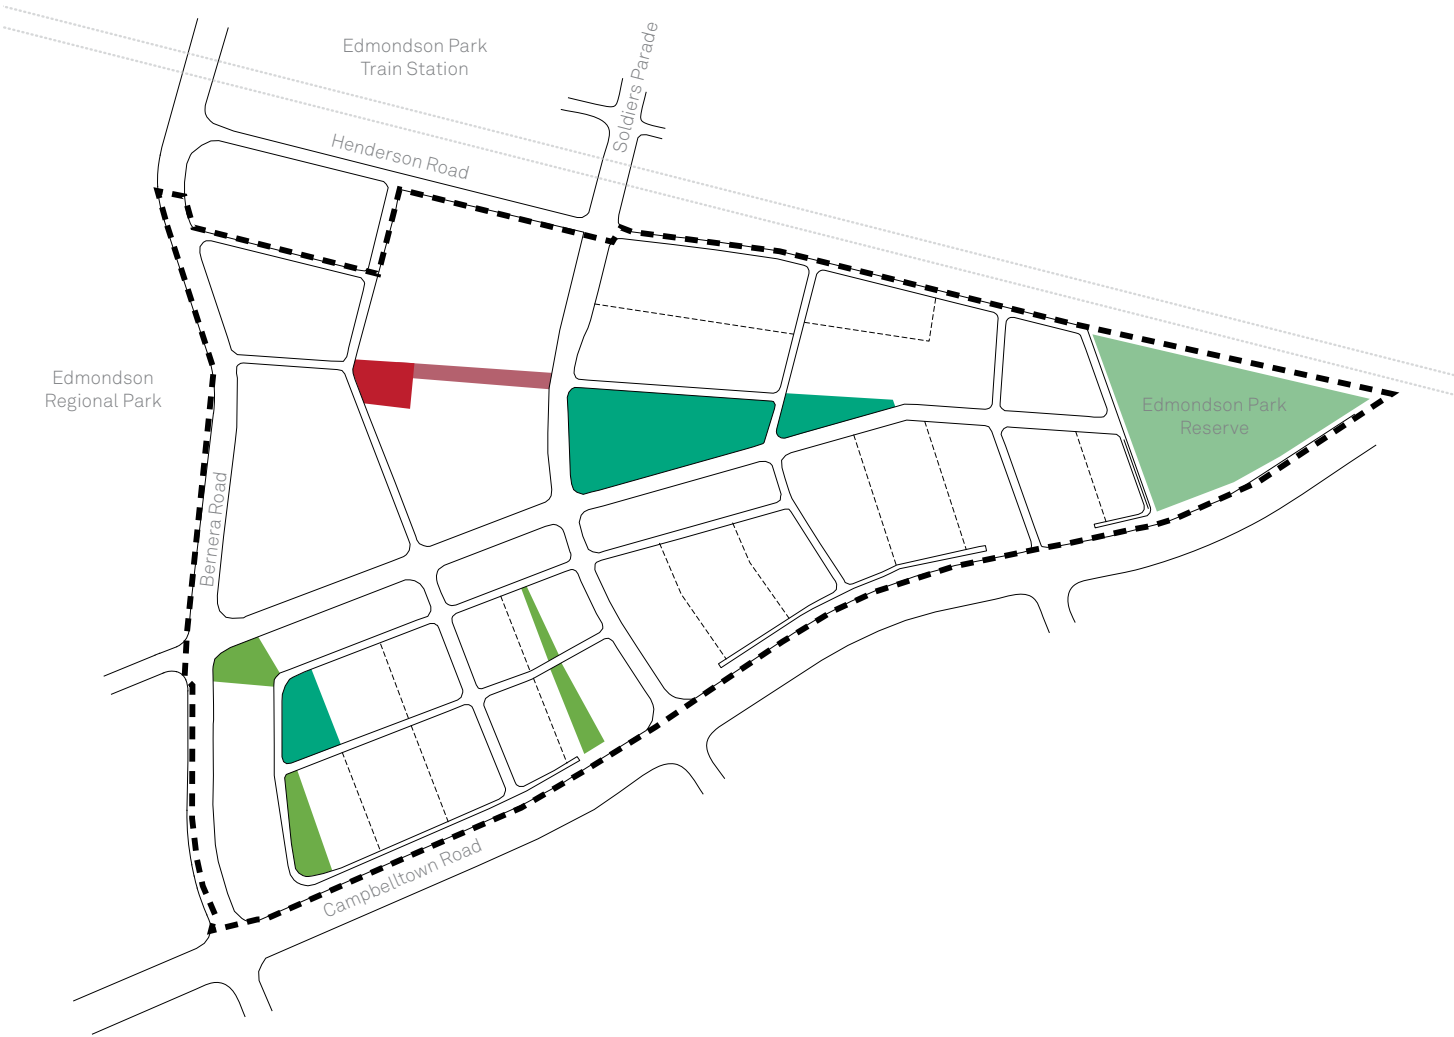 Edmondson Park
Train Station
Soldiers Parade
Henderson Road
Edmondson
Regional Park
Edmondson Park
Reserve
Bernera Road
Campbelltown Road